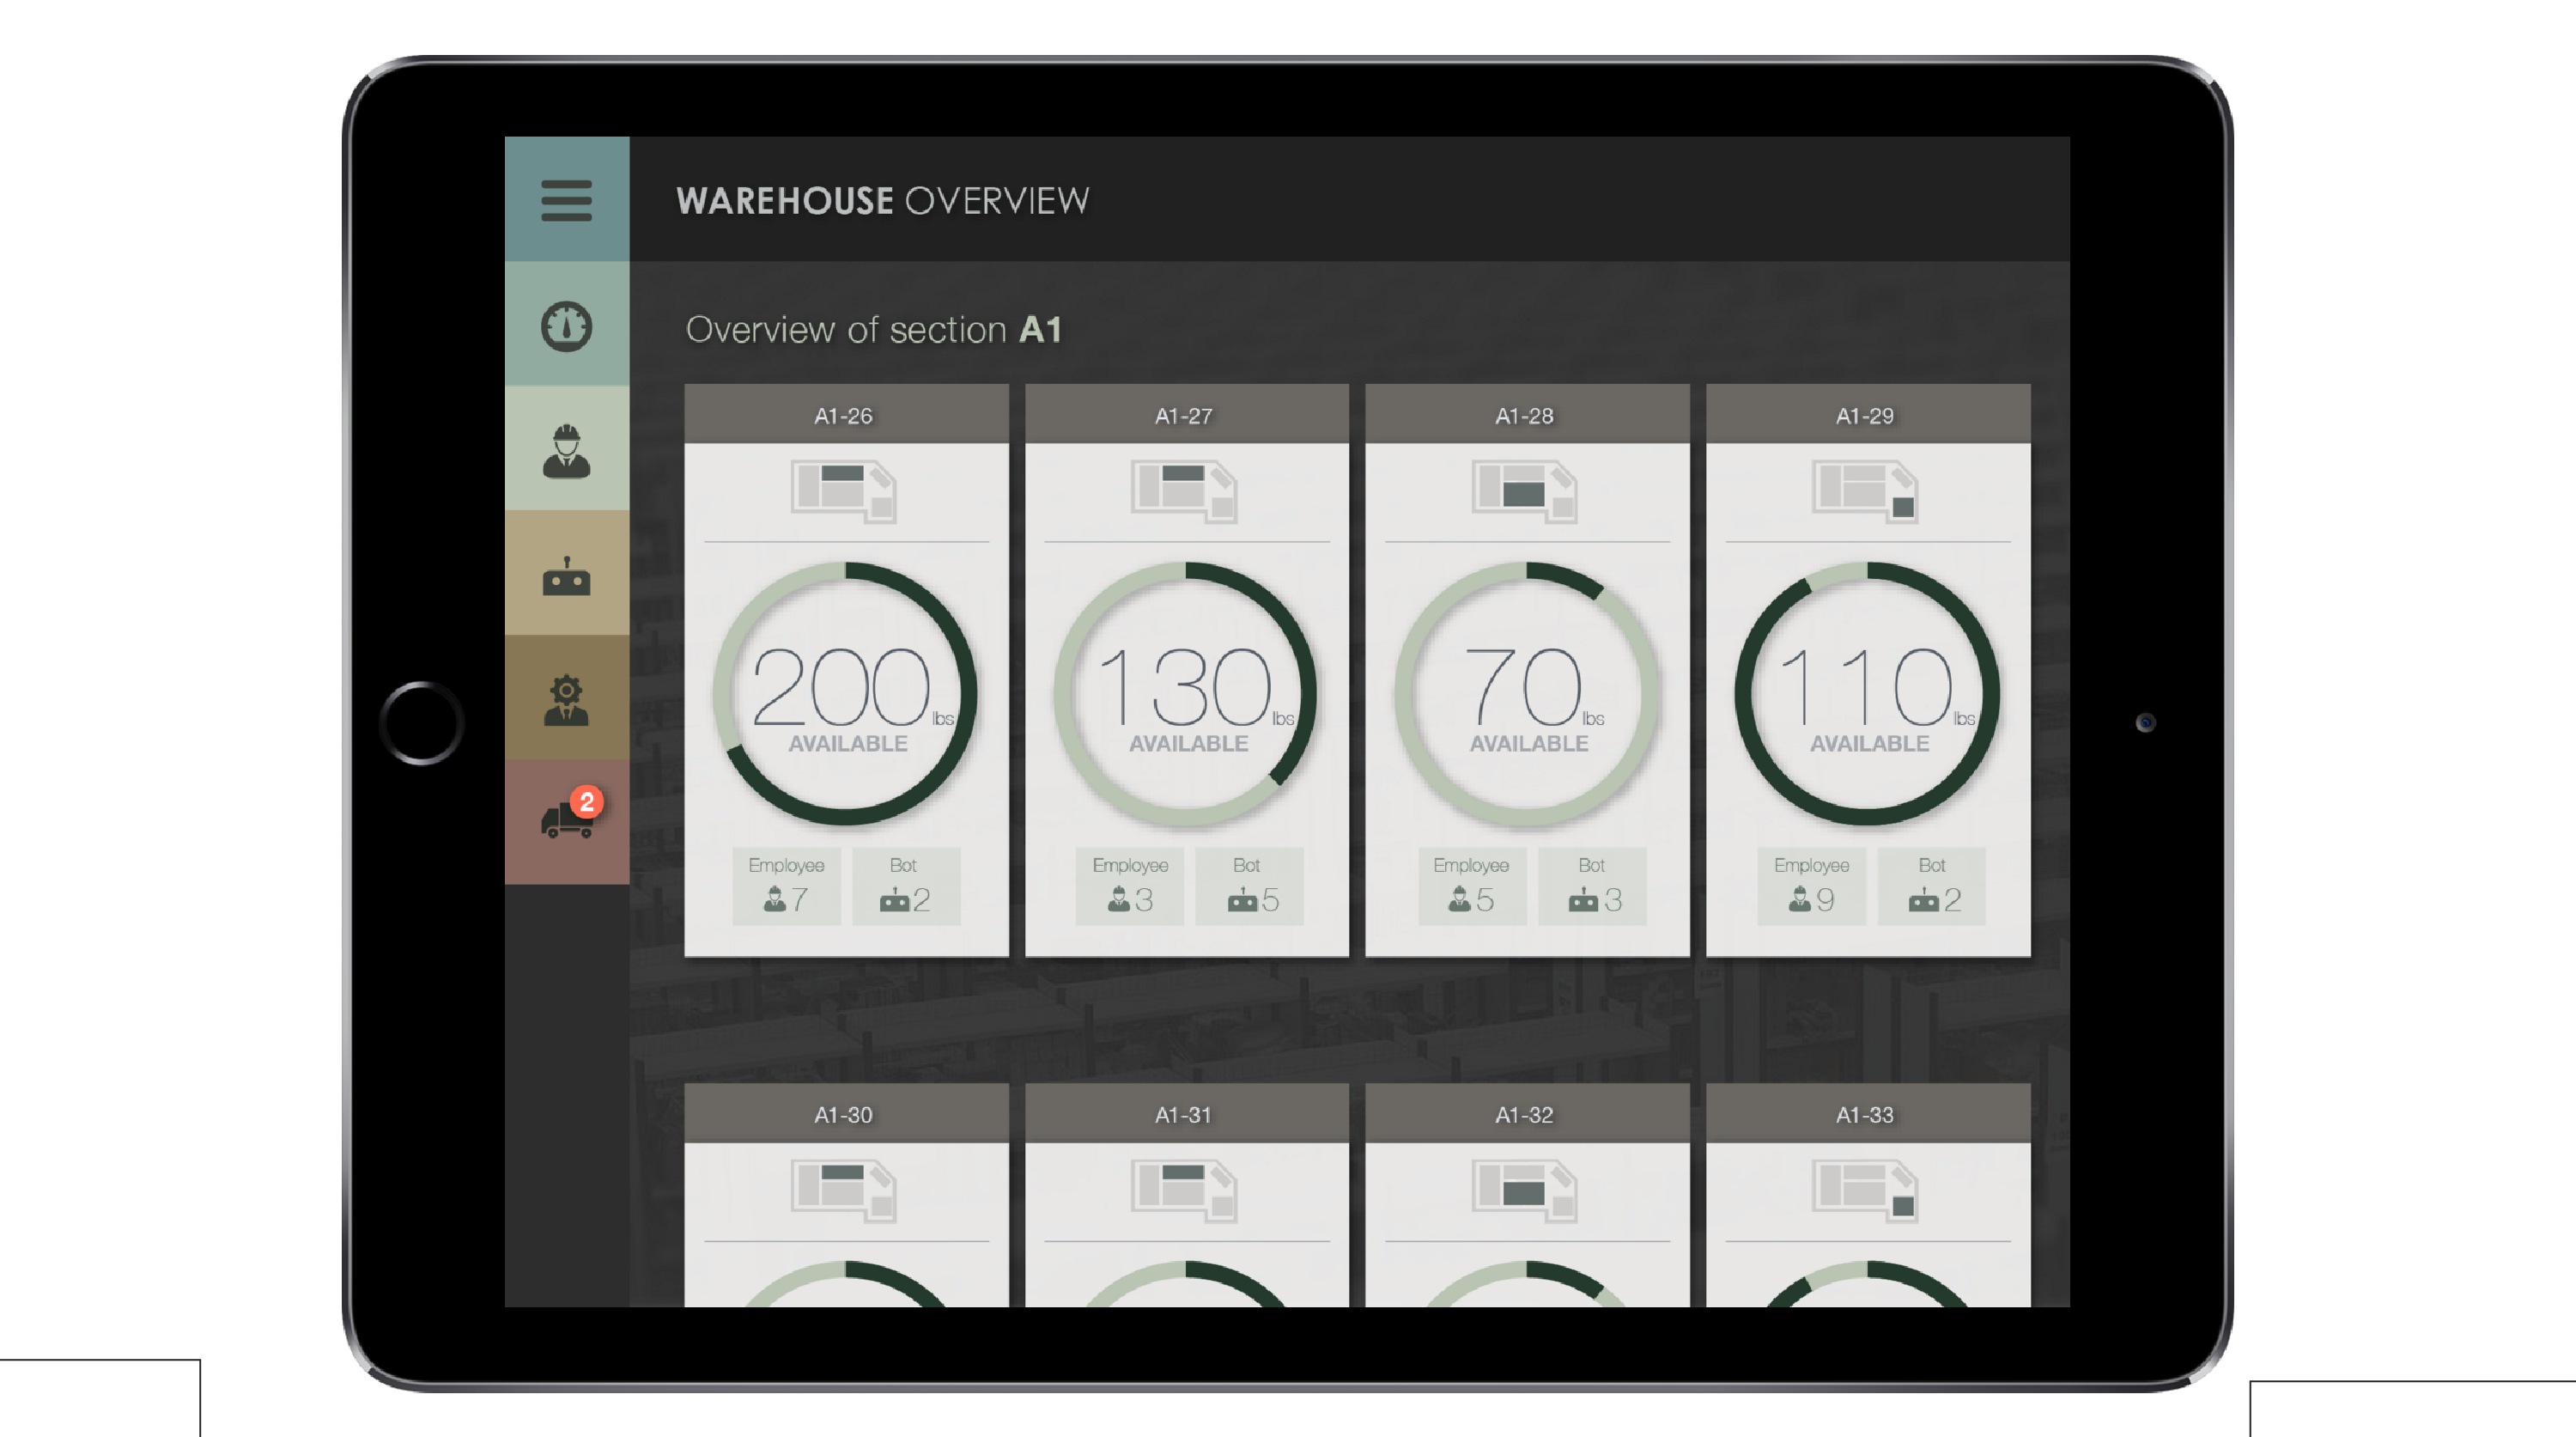 WAREHOUSE OVERVIEW
Overview of section A1
A1-26
200 lbs
AVAILABLE
Employee
7
Bot
2
A1-27
130 lbs
AVAILABLE
Employee
3
Bot
5
A1-28
70 lbs
AVAILABLE
Employee
5
Bot
3
A1-29
110 lbs
AVAILABLE
Employee
9
Bot
2
2
A1-30
A1-31
A1-32
A1-33